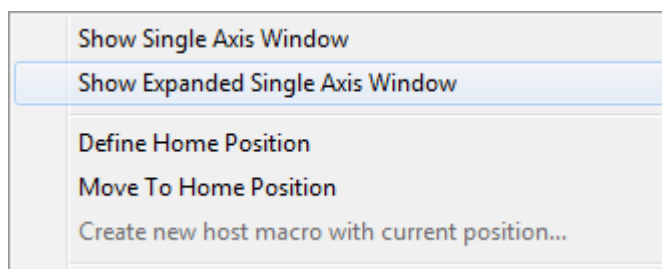 Show Single Axis Window
Show Expanded Single Axis Window
Define Home Position
Move To Home Position
Create new host macro with current position...